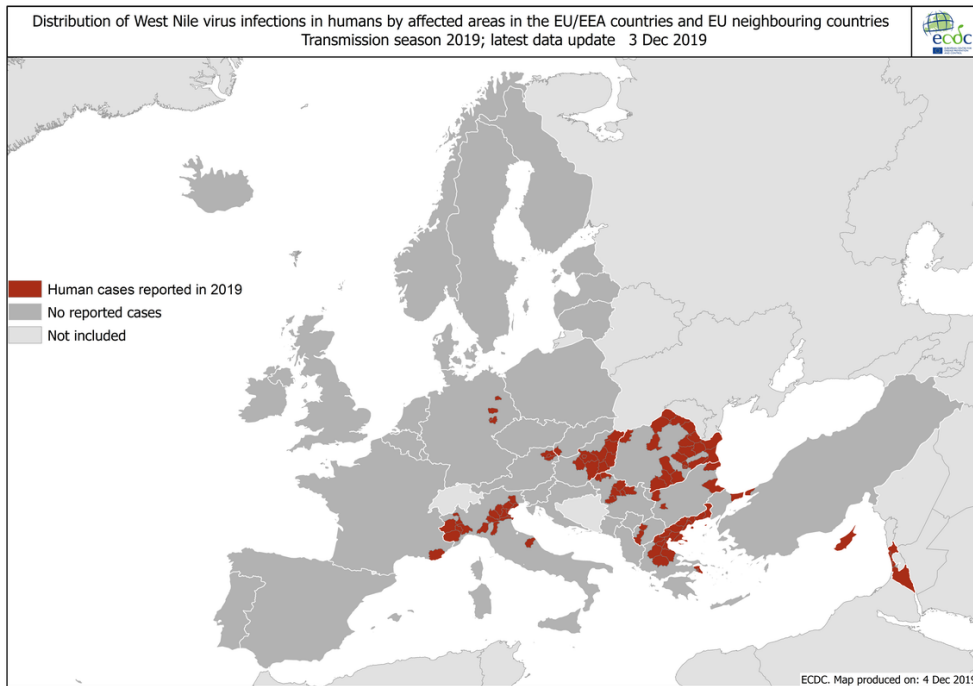 Distribution of West Nile virus infections in humans by affected areas in the EU/EEA countries and EU neighbouring countries
Transmission season 2019; latest data update 3 Dec 2019
ecdc
Human cases reported in 2019
No reported cases
Not included
ECDC. Map produced on: 4 Dec 2019